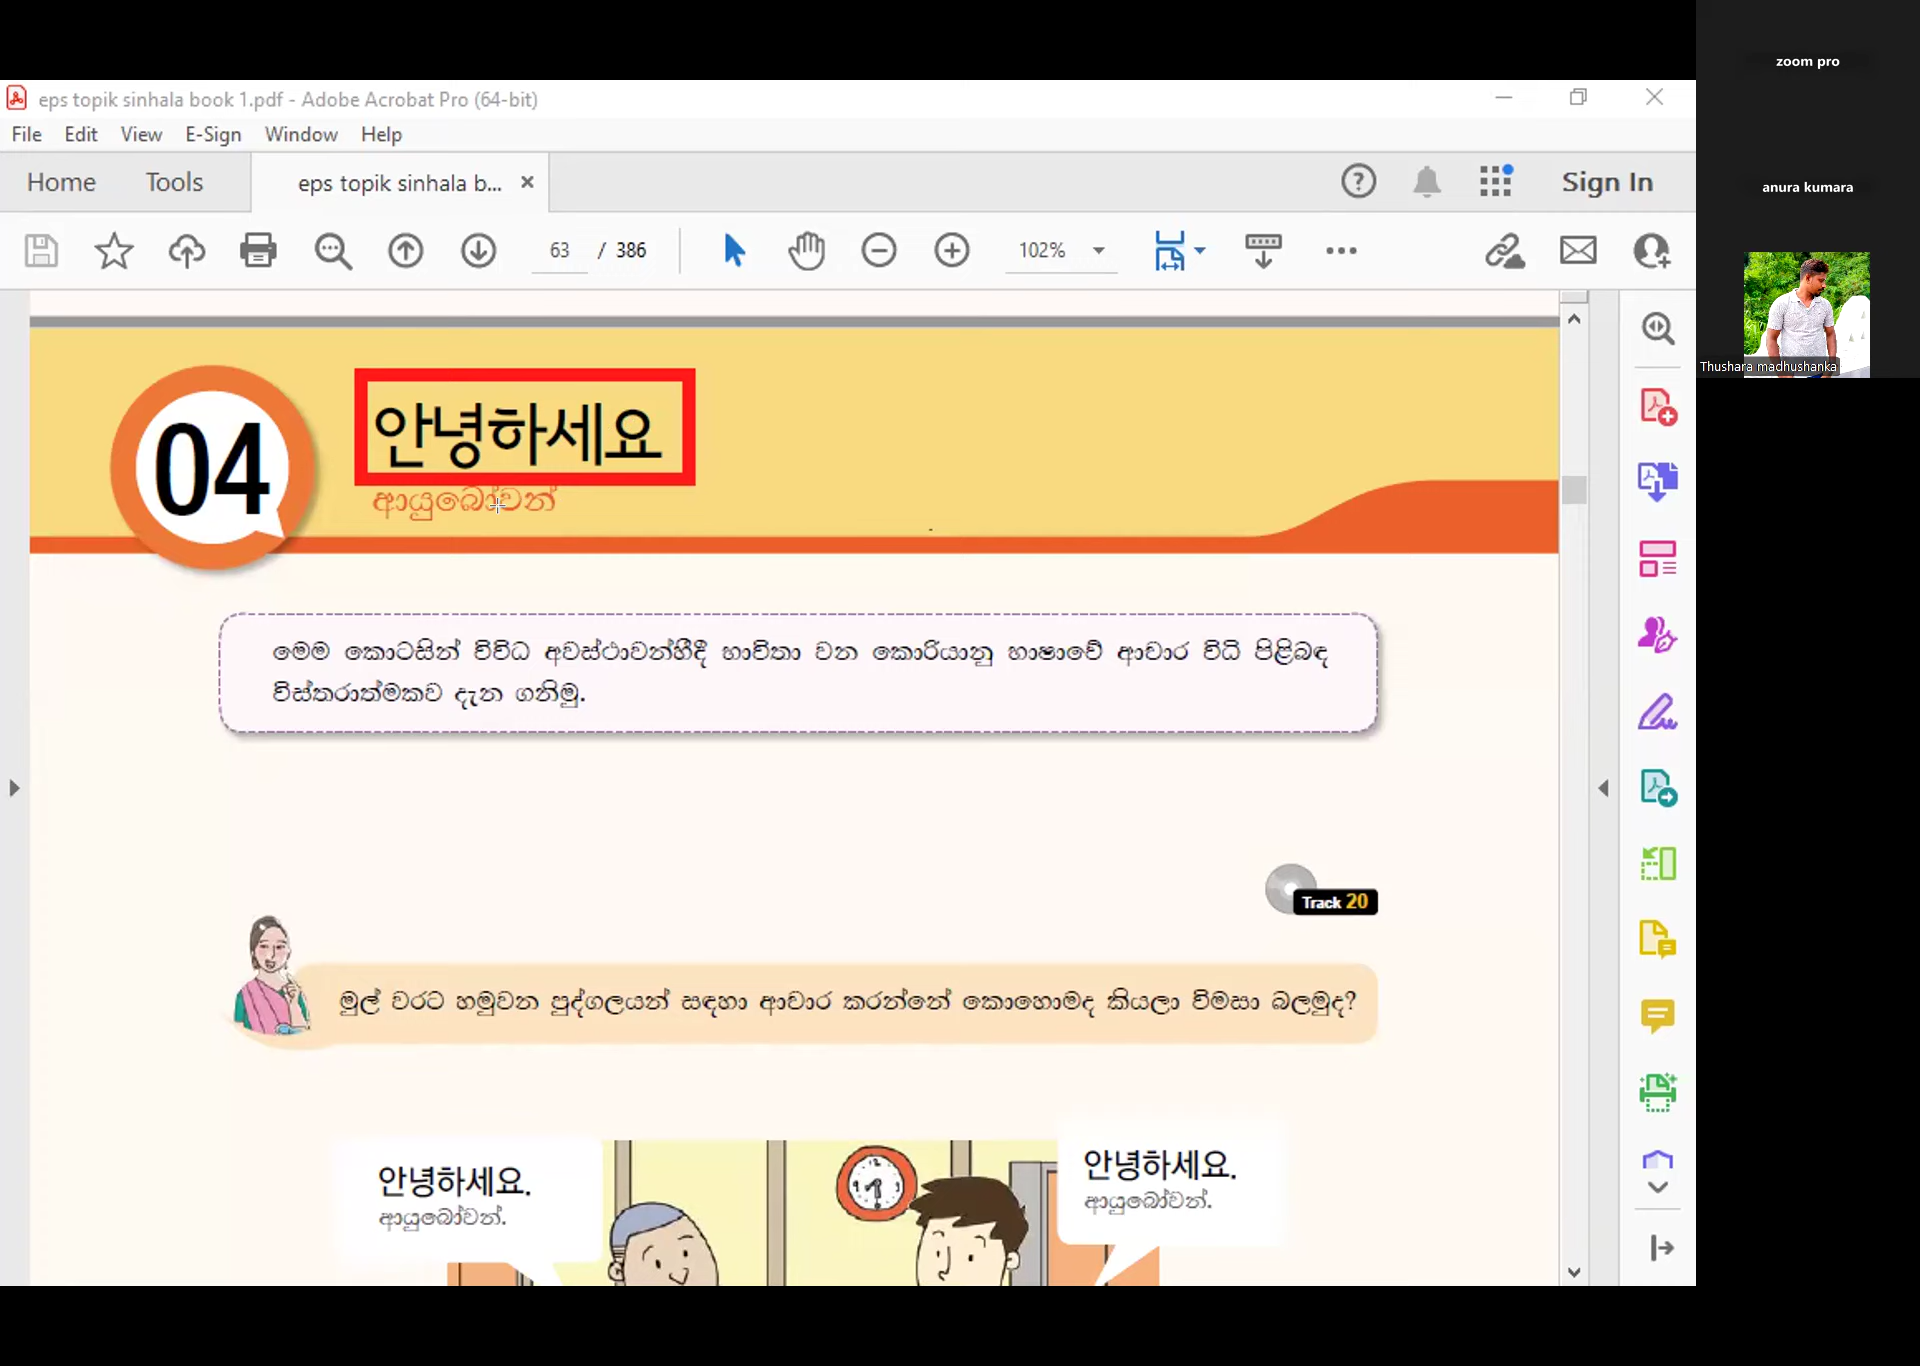 zoom pro
anura kumara
Thushara madhushanka
eps topik sinhala book 1.pdf - Adobe Acrobat Pro (64-bit)
File Edit View E-Sign Window Help
Home Tools eps topik sinhala b... Sign In
63 / 386 102%
04
안녕하세요
ආයුබෝවන්
මෙම කොටසින් විවිධ අවස්ථාවන්හීදී භාවිතා වන කොරියානු භාෂාවේ ආචාර විධි පිළිබඳ
විස්තරාත්මකව දැන ගනිමු.
Track 20
මුල් වරට හමුවන පුද්ගලයන් සඳහා ආචාර කරන්නේ කොහොමද කියලා විමසා බලමුද?
안녕하세요.
ආයුබෝවන්.
안녕하세요.
ආයුබෝවන්.